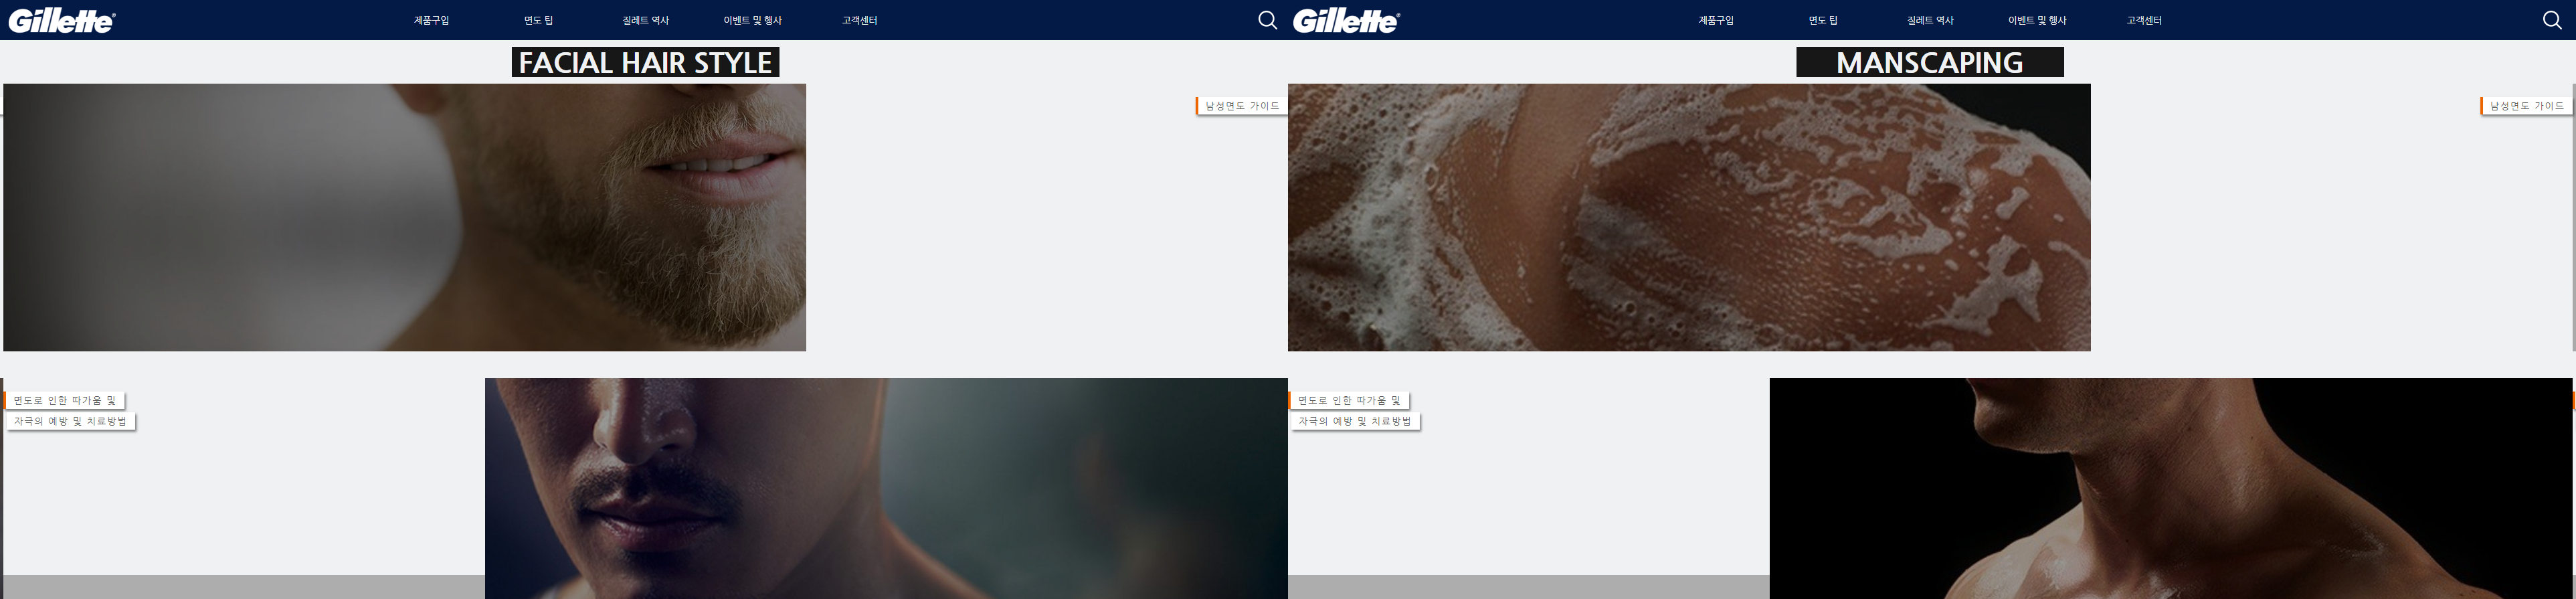 Gillette®
제품구입
면도 팁
질레트 역사
이벤트 및 행사
고객센터
FACIAL HAIR STYLE
남성면도 가이드
면도로 인한 따가움 및
자극의 예방 및 치료방법
Gillette®
제품구입
면도 팁
질레트 역사
이벤트 및 행사
고객센터
MANSCAPING
남성면도 가이드
면도로 인한 따가움 및
자극의 예방 및 치료방법